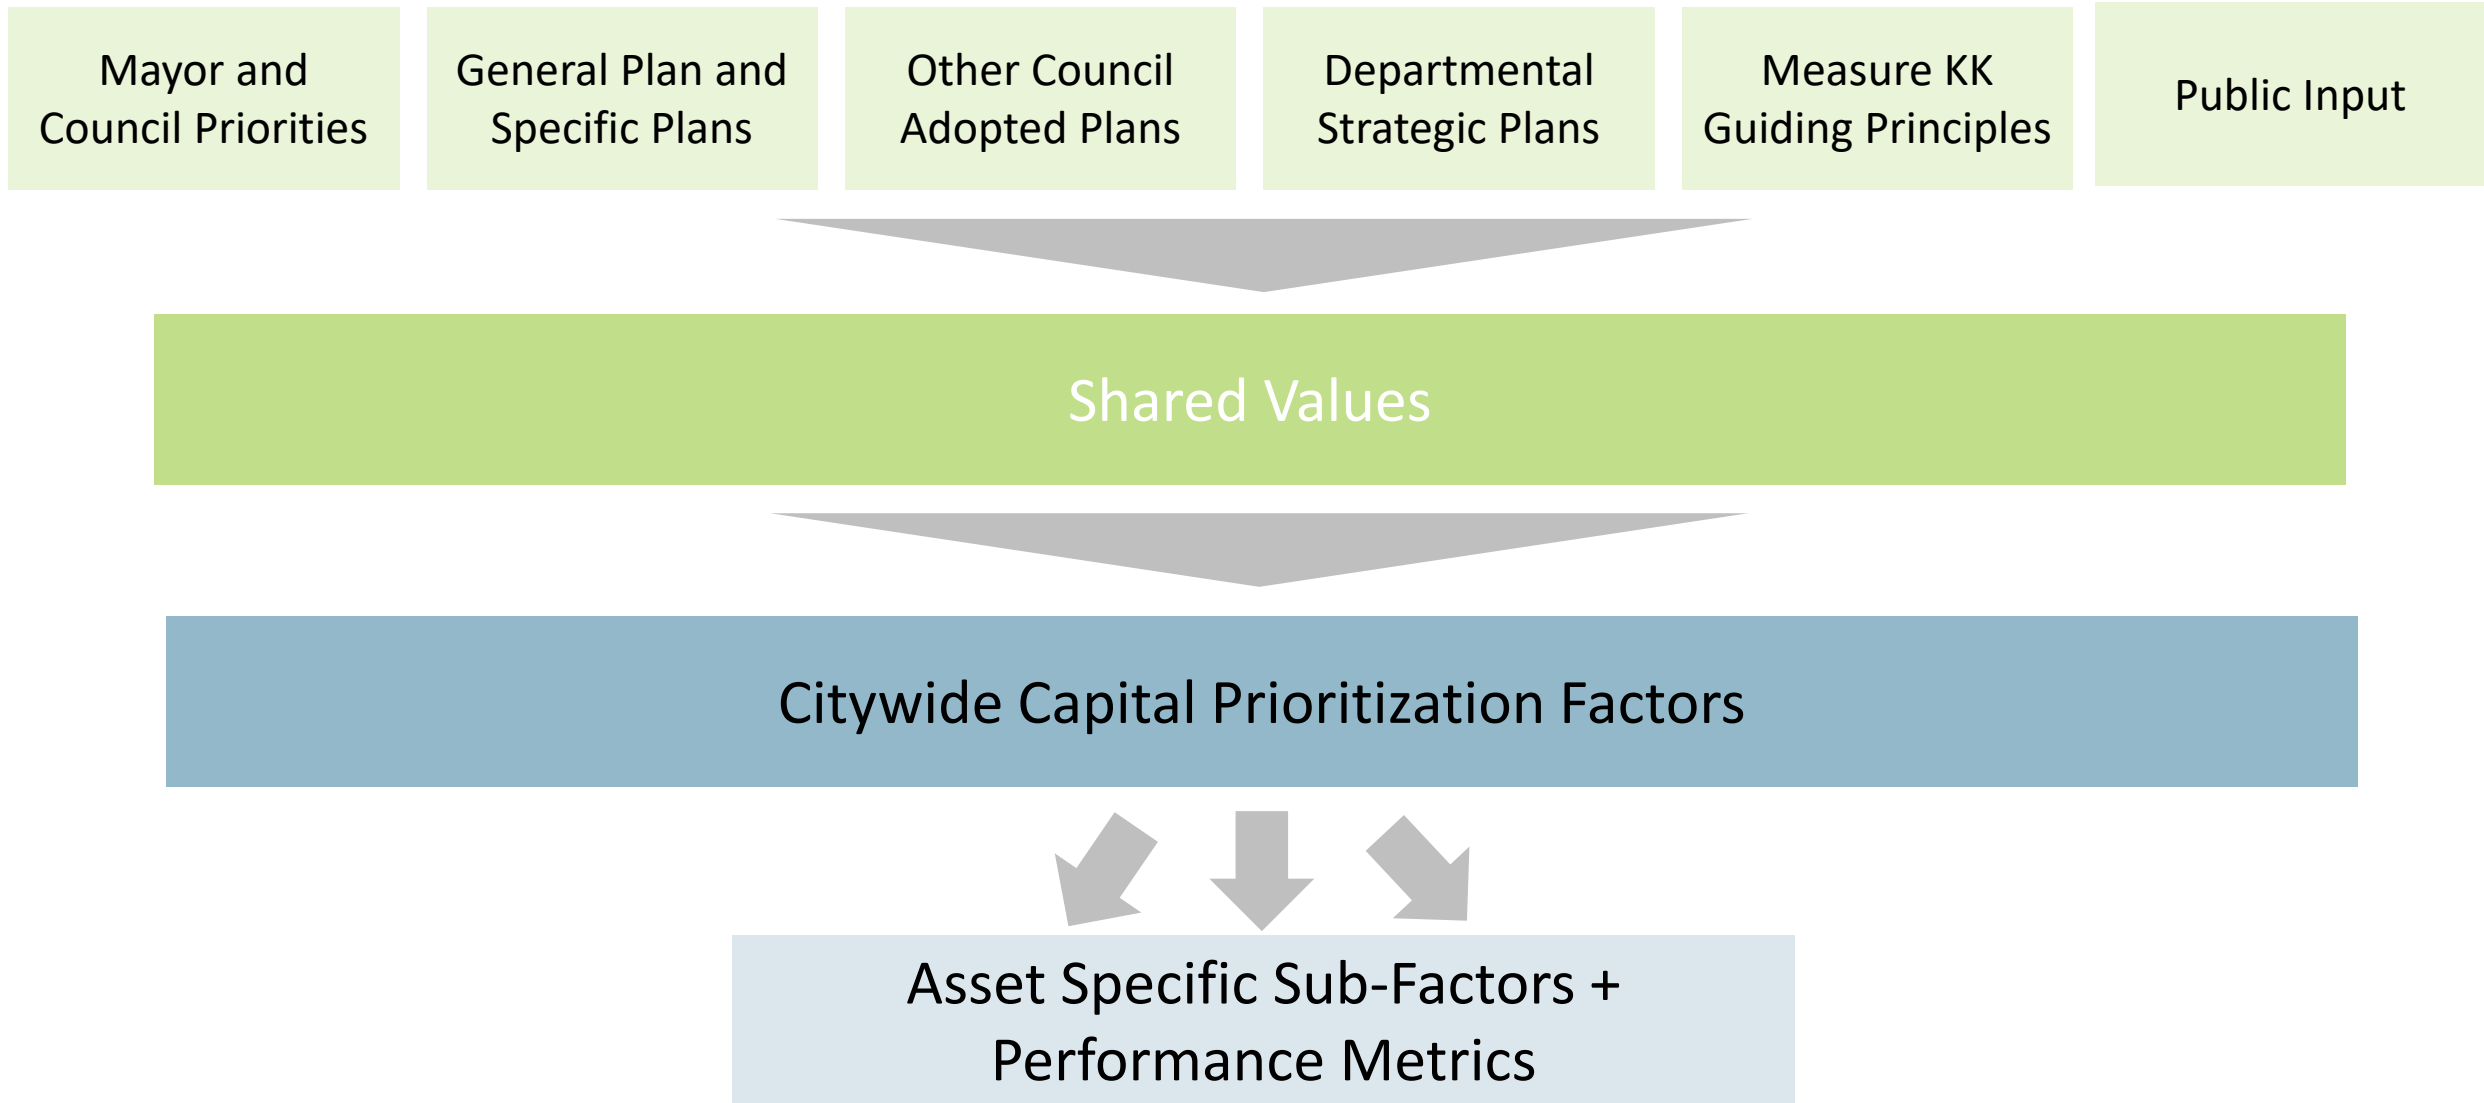 Mayor and
Council Priorities
General Plan and
Specific Plans
Other Council
Adopted Plans
Departmental
Strategic Plans
Measure KK
Guiding Principles
Public Input
Shared Values
Citywide Capital Prioritization Factors
Asset Specific Sub-Factors +
Performance Metrics